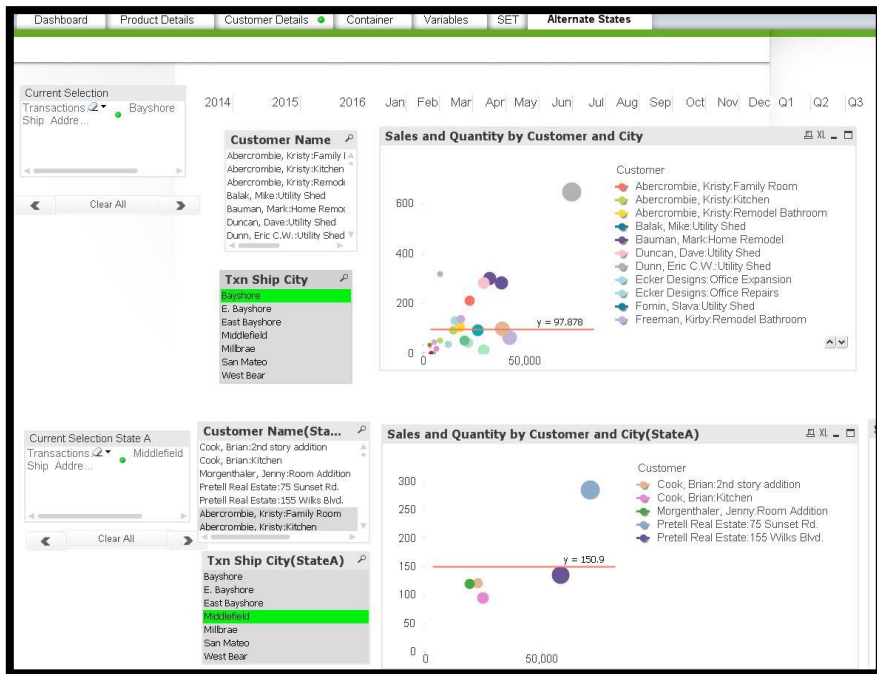 Dashboard Product Details Customer Details Container Variables SET Alternate States
Current Selection
Transactions. Bayshore
Ship Addre...
Clear All
2014 2015 2016 Jan Feb Mar Apr May Jun Jul Aug Sep Oct Nov Dec Q1 Q2 Q3
Customer Name
Abercrombie, Kristy:Family
Abercrombie, Kristy:Kitchen
Abercrombie, Kristy:Remod
Balak, Mike:Utility Shed
Bauman, Mark:Home Remo
Duncan, Dave:Utility Shed
Dunn, Eric C.W.:Utility Shed
Txn Ship City
Bayshore
E. Bayshore
East Bayshore
Middlefield
Millbrae
San Mateo
West Bear
Sales and Quantity by Customer and City XL
600
400
200
0
0 50,000
y = 97.878
Customer
Abercrombie, Kristy:Family Room
Abercrombie, Kristy:Kitchen
Abercrombie, Kristy:Remodel Bathroom
Balak, Mike:Utility Shed
Bauman, Mark:Home Remodel
Duncan, Dave:Utility Shed
Dunn, Eric C.W.:Utility Shed
Ecker Designs:Office Expansion
Ecker Designs:Office Repairs
Fomin, Slava:Utility Shed
Freeman, Kirby:Remodel Bathroom
Current Selection State A
Transactions. Middlefield
Ship Addre...
Clear All
Customer Name(Sta...
Cook, Brian:2nd story addition
Cook, Brian:Kitchen
Morgenthaler, Jenny:Room Addition
Pretell Real Estate:75 Sunset Rd.
Pretell Real Estate:155 Wilks Blvd.
Abercrombie, Kristy:Family Room
Abercrombie, Kristy:Kitchen
Txn Ship City(StateA)
Bayshore
E. Bayshore
East Bayshore
Middlefield
Millbrae
San Mateo
West Bear
Sales and Quantity by Customer and City(StateA) XL
300
250
200
150
100
50
0
0 50,000
y = 150.9
Customer
Cook, Brian:2nd story addition
Cook, Brian:Kitchen
Morgenthaler, Jenny:Room Addition
Pretell Real Estate:75 Sunset Rd.
Pretell Real Estate:155 Wilks Blvd.